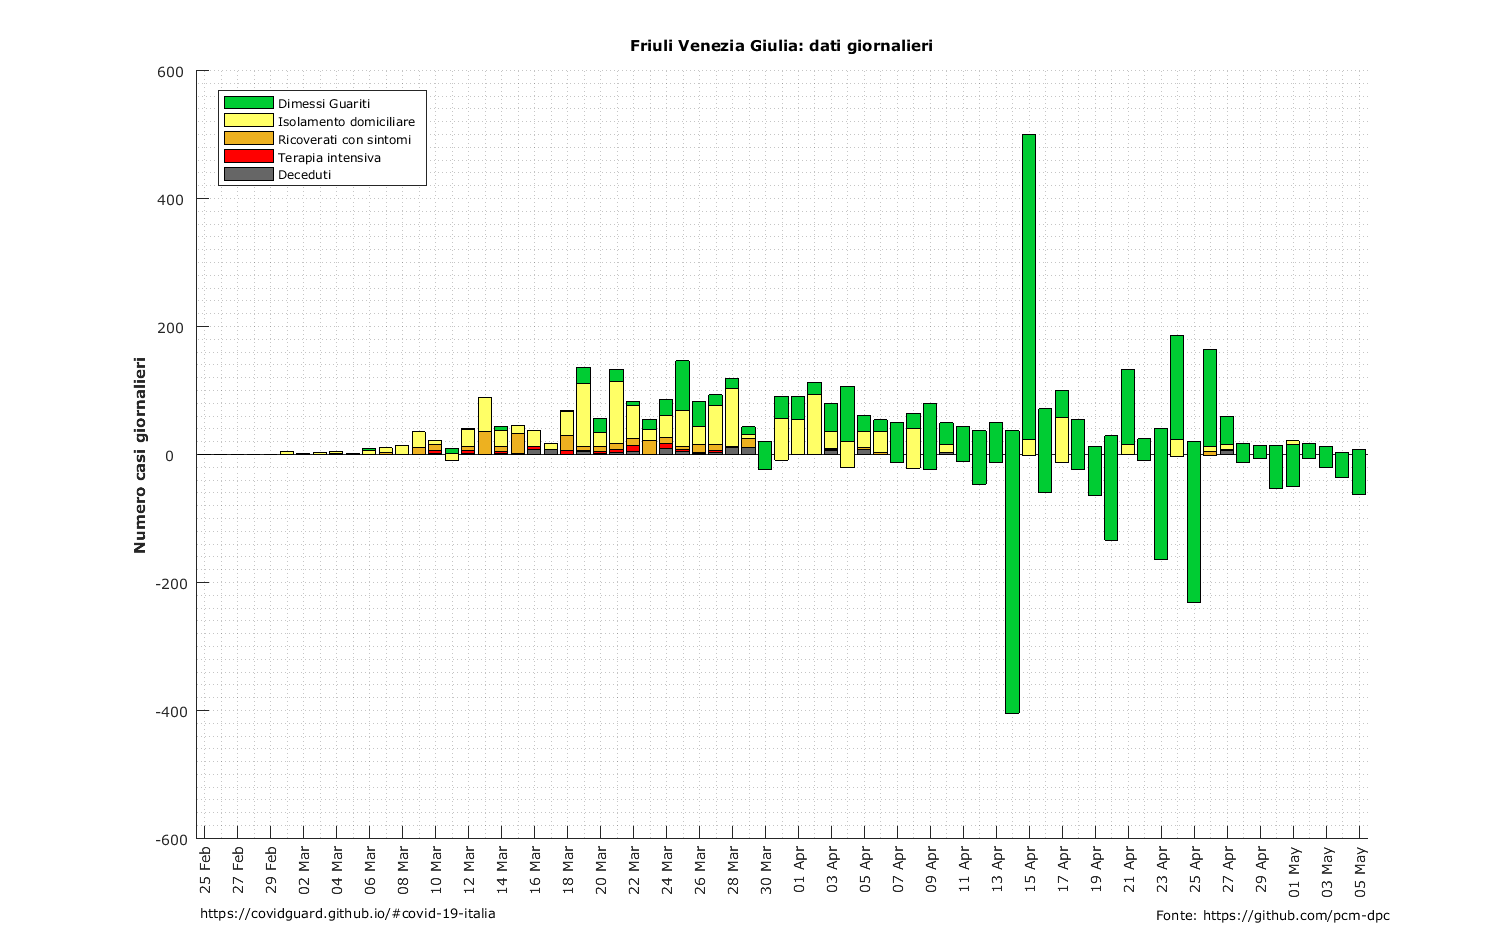 Friuli Venezia Giulia: dati giornalieri
Dimessi Guariti
Isolamento domiciliare
Ricoverati con sintomi
Terapia intensiva
Deceduti
Numero casi giornalieri
600
400
200
0
-200
-400
-600
25 Feb
27 Feb
29 Feb
02 Mar
04 Mar
06 Mar
08 Mar
10 Mar
12 Mar
14 Mar
16 Mar
18 Mar
20 Mar
22 Mar
24 Mar
26 Mar
28 Mar
30 Mar
01 Apr
03 Apr
05 Apr
07 Apr
09 Apr
11 Apr
13 Apr
15 Apr
17 Apr
19 Apr
21 Apr
23 Apr
25 Apr
27 Apr
29 Apr
01 May
03 May
05 May
https://covidguard.github.io/#covid-19-italia
Fonte: https://github.com/pcm-dpc